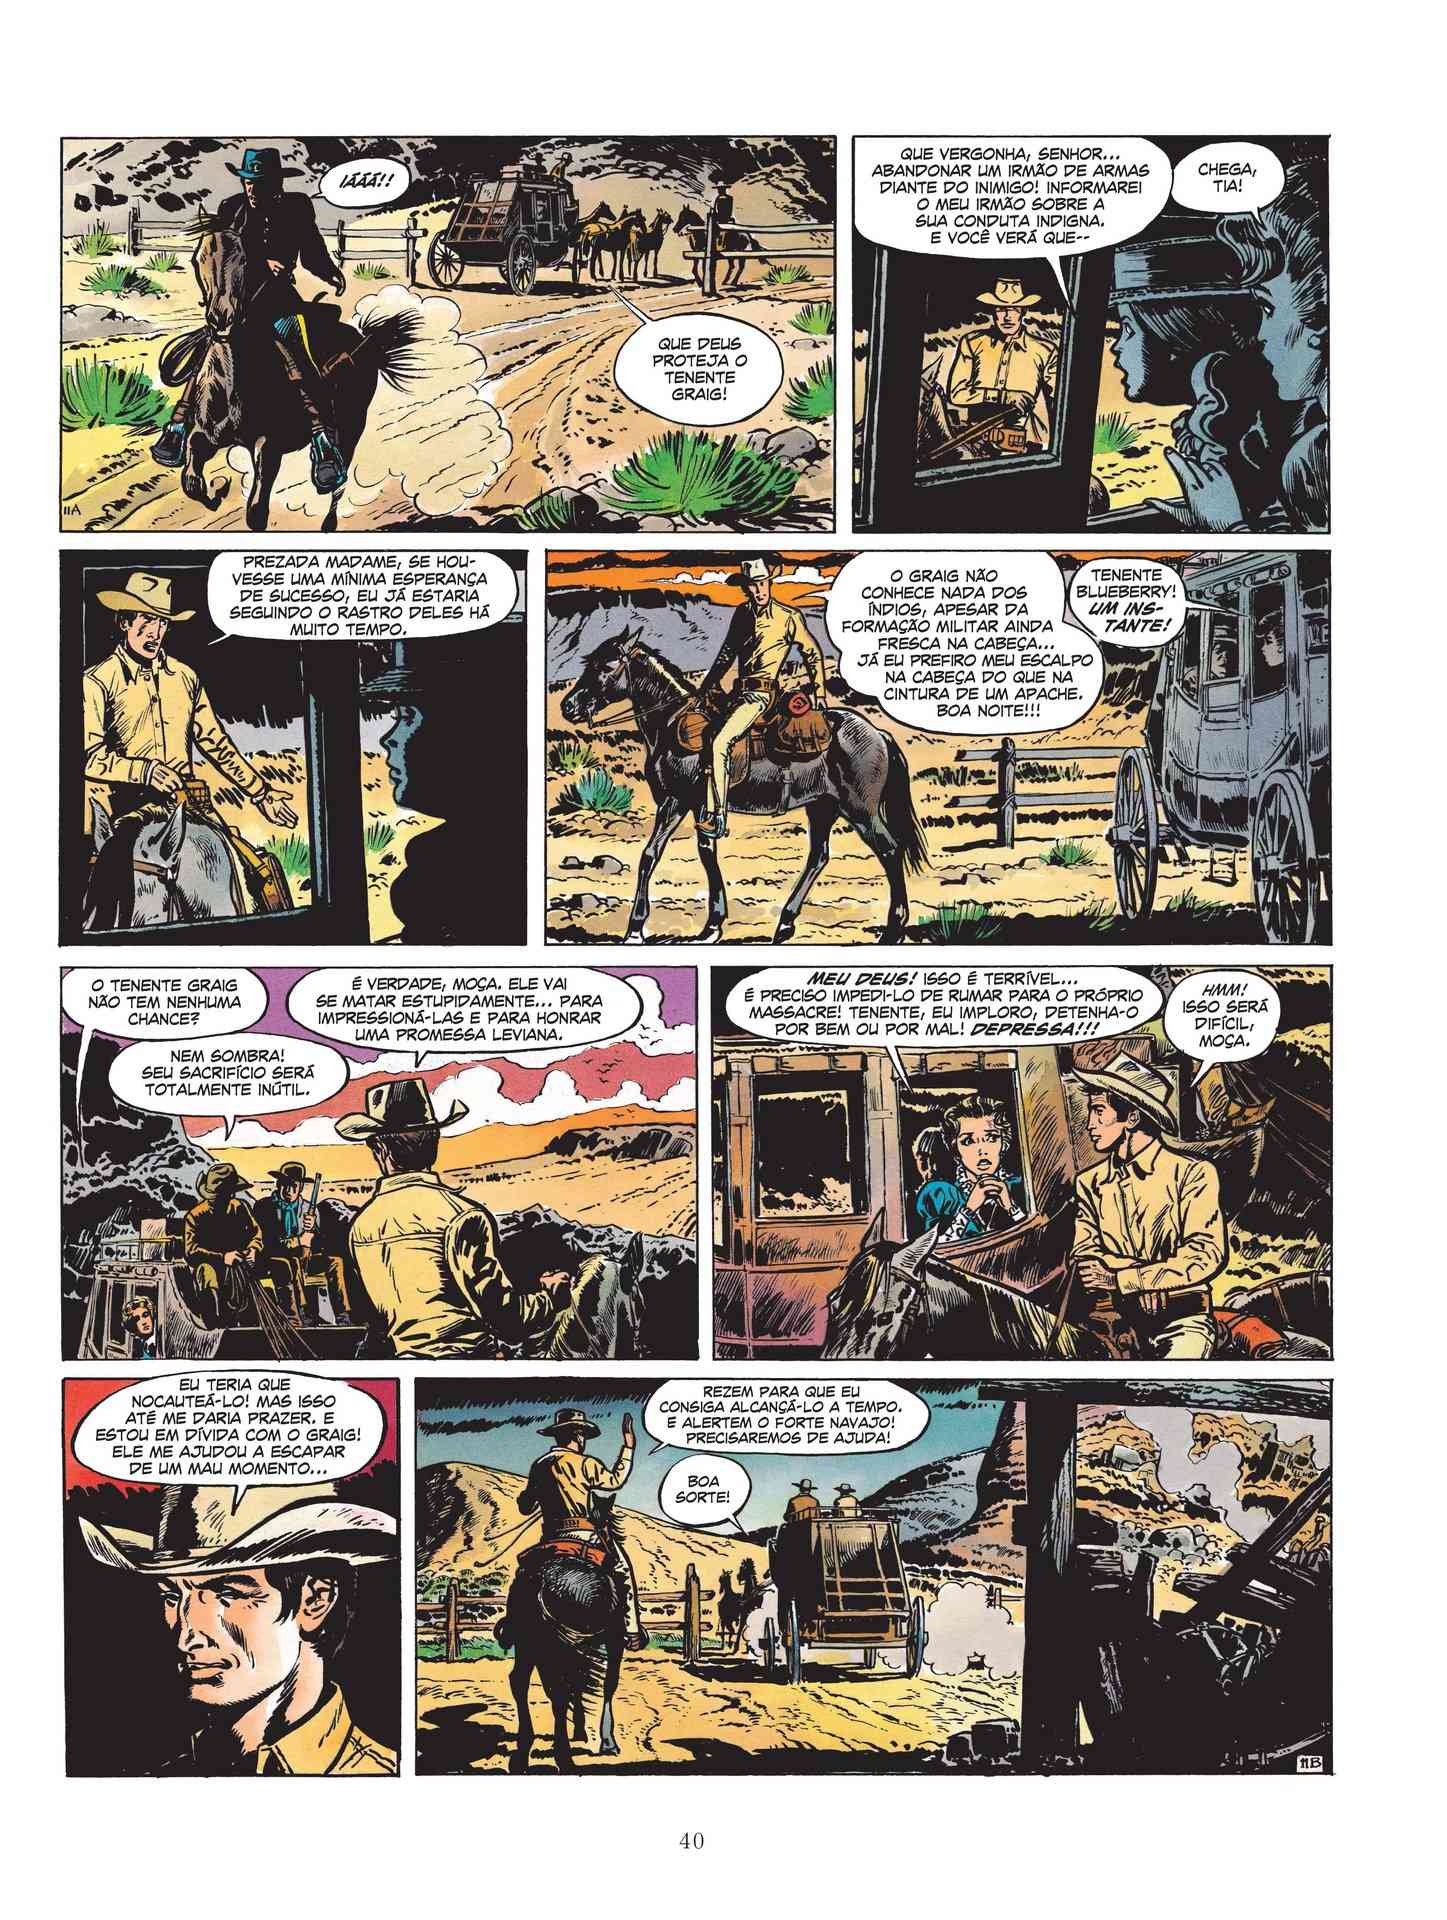 IÁÁÁ!!
QUE DEUS
PROTEJA O
TENENTE
GRAIG!
11A
QUE VERGONHA, SENHOR...
ABANDONAR UM IRMÃO DE ARMAS
DIANTE DO INIMIGO! INFORMAREI
O MEU IRMÃO SOBRE A
SUA CONDUTA INDIGNA.
E VOCÊ VERÁ QUE--
CHEGA,
TIA!
PREZADA MADAME, SE HOU-
VESSE UMA MÍNIMA ESPERANÇA
DE SUCESSO, EU JÁ ESTARIA
SEGUINDO O RASTRO DELES HÁ
MUITO TEMPO.
O GRAIG NÃO
CONHECE NADA DOS
ÍNDIOS, APESAR DA
FORMAÇÃO MILITAR AINDA
FRESCA NA CABEÇA...
JÁ EU PREFIRO MEU ESCALPO
NA CABEÇA DO QUE NA
CINTURA DE UM APACHE.
BOA NOITE!!!
TENENTE
BLUEBERRY!
UM INS-
TANTE!
O TENENTE GRAIG
NÃO TEM NENHUMA
CHANCE?
NEM SOMBRA!
SEU SACRIFÍCIO SERÁ
TOTALMENTE INÚTIL.
É VERDADE, MOÇA. ELE VAI
SE MATAR ESTUPIDAMENTE... PARA
IMPRESSIONÁ-LAS E PARA HONRAR
UMA PROMESSA LEVIANA.
MEU DEUS! ISSO É TERRÍVEL...
É PRECISO IMPEDI-LO DE RUMAR PARA O PRÓPRIO
MASSACRE! TENENTE, EU IMPLORO, DETENHA-O
POR BEM OU POR MAL! DEPRESSA!!!
HMM!
ISSO SERÁ
DIFÍCIL,
MOÇA.
EU TERIA QUE
NOCAUTEÁ-LO! MAS ISSO
ATÉ ME DARIA PRAZER. E
ESTOU EM DÍVIDA COM O GRAIG!
ELE ME AJUDOU A ESCAPAR
DE UM MAU MOMENTO...
REZEM PARA QUE EU
CONSIGA ALCANÇÁ-LO A TEMPO.
E ALERTEM O FORTE NAVAJO!
PRECISAREMOS DE AJUDA!
BOA
SORTE!
11B
40